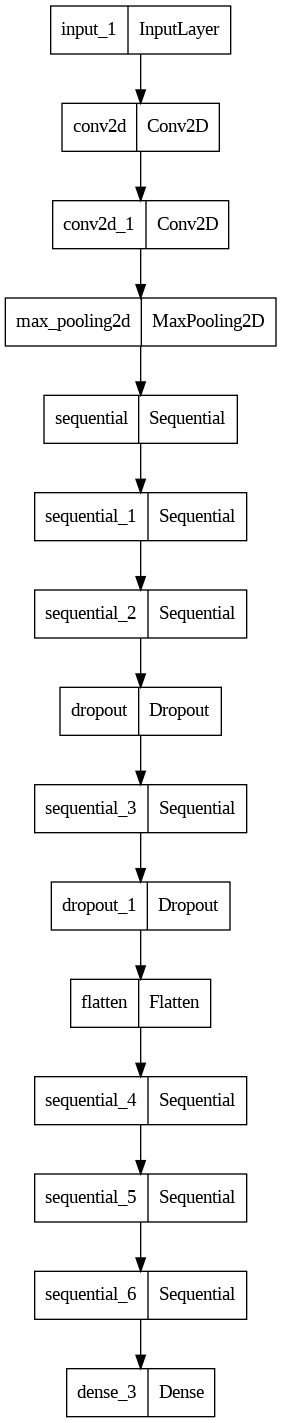 input_1 InputLayer
conv2d Conv2D
conv2d_1 Conv2D
max_pooling2d MaxPooling2D
sequential Sequential
sequential_1 Sequential
sequential_2 Sequential
dropout Dropout
sequential_3 Sequential
dropout_1 Dropout
flatten Flatten
sequential_4 Sequential
sequential_5 Sequential
sequential_6 Sequential
dense_3 Dense